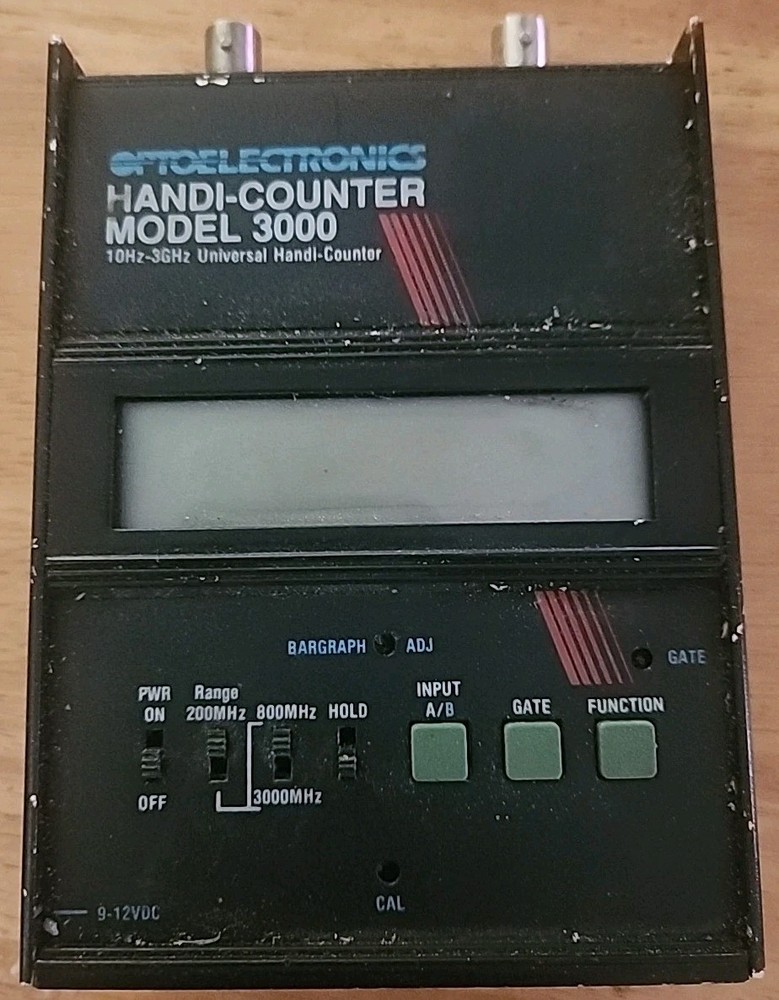 OPTOELECTRONICS
HANDI-COUNTER
MODEL 3000
10Hz-3GHz Universal Handi-Counter
BARGRAPH ADJ
GATE
PWR
ON
OFF
Range
200MHz 800MHz
3000MHz
HOLD
INPUT
A/B
GATE
FUNCTION
CAL
9-12VDC